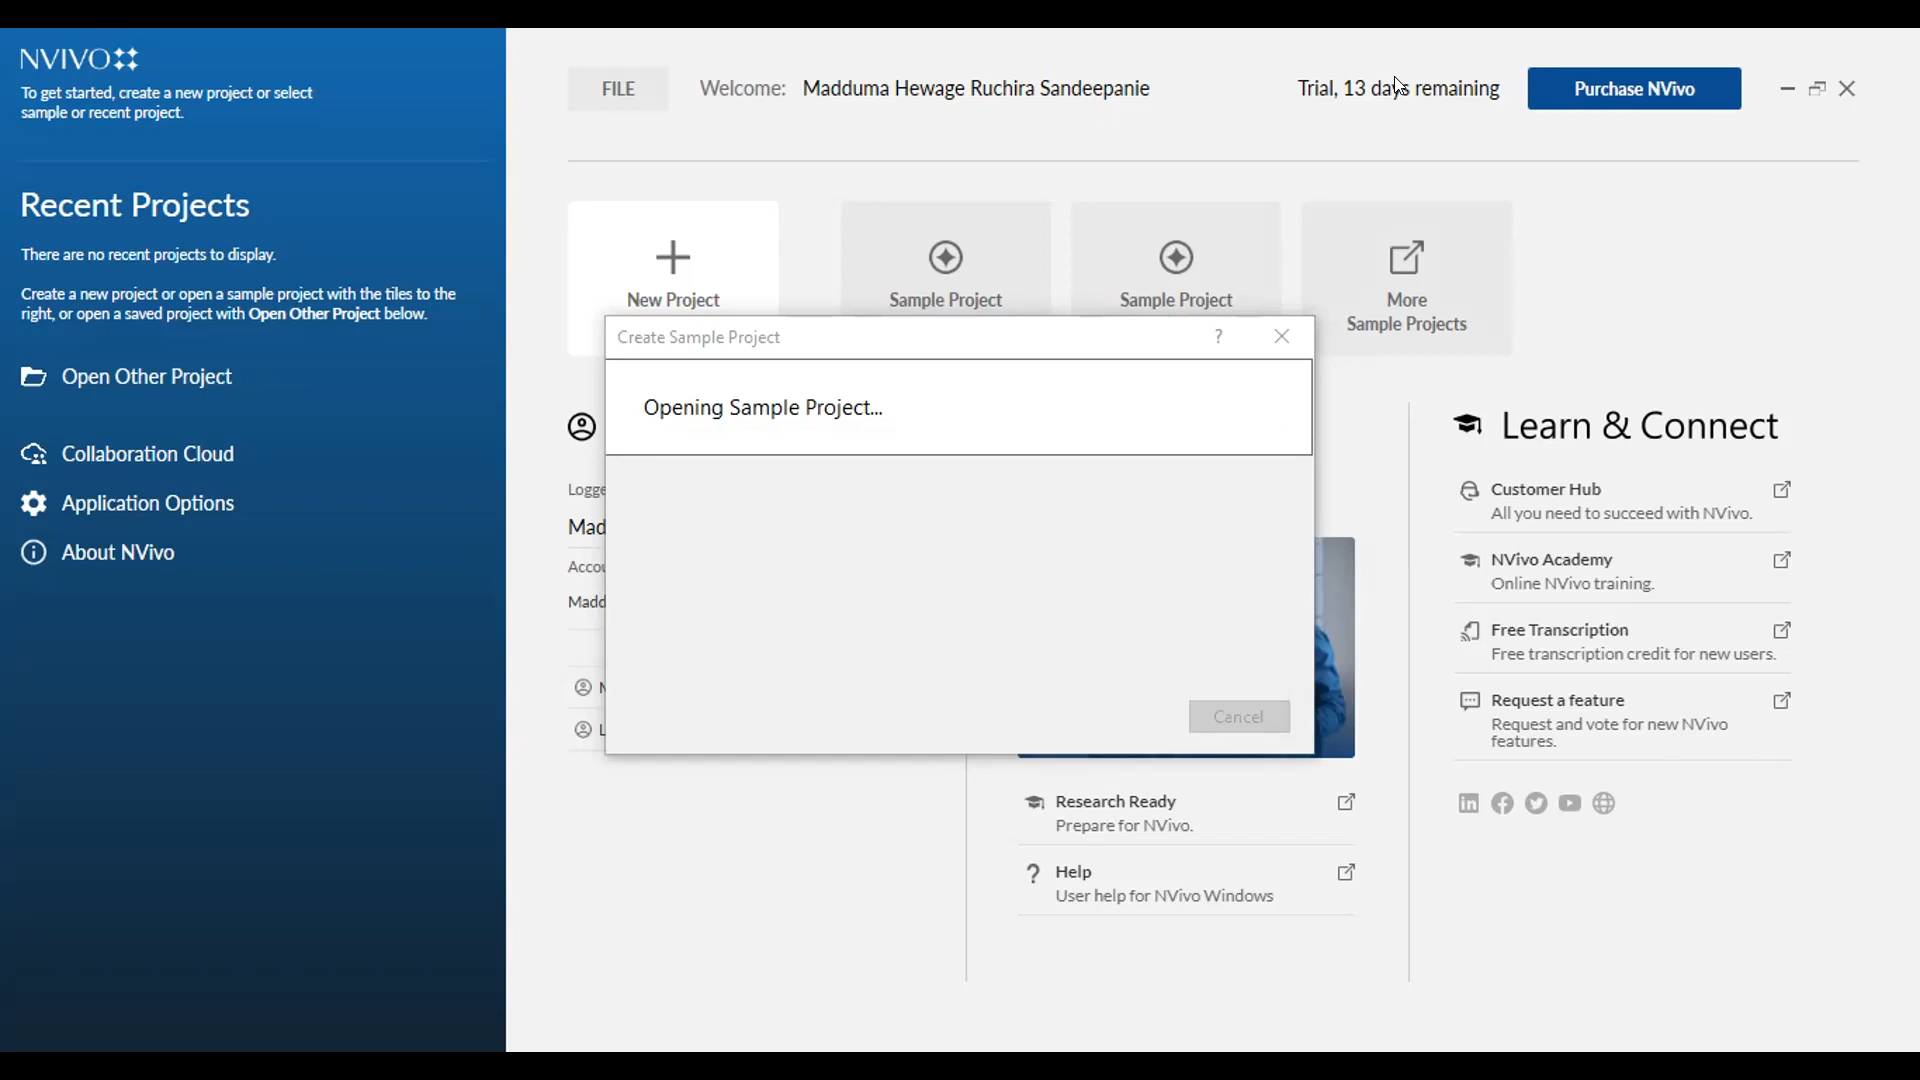 NVIVO
To get started, create a new project or select
sample or recent project.
FILE
Welcome: Madduma Hewage Ruchira Sandeepanie
Trial, 13 days remaining
Purchase NVivo
Recent Projects
There are no recent projects to display.
Create a new project or open a sample project with the tiles to the
right, or open a saved project with Open Other Project below.
Open Other Project
Collaboration Cloud
Application Options
About NVivo
New Project
Sample Project
Sample Project
More
Sample Projects
Create Sample Project
?
Opening Sample Project...
Cancel
Logge
Mad
Accou
Madd
Research Ready
Prepare for NVivo.
? Help
User help for NVivo Windows
Learn & Connect
Customer Hub
All you need to succeed with NVivo.
NVivo Academy
Online NVivo training.
Free Transcription
Free transcription credit for new users.
Request a feature
Request and vote for new NVivo
features.